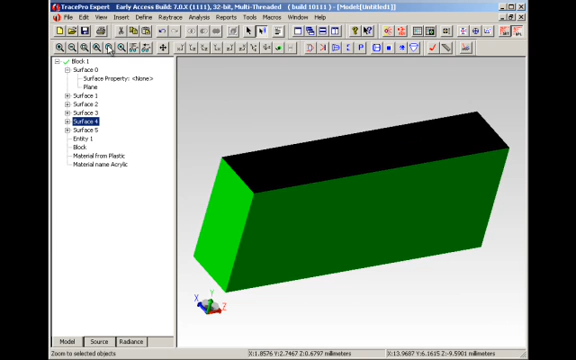 TracePro Expert  Early Access Build: 7.0.X (1111), 32-bit, Multi-Threaded  ( build 10111 ) - [Model:[Untitled1]]
File Edit View Insert Define Raytrace Analysis Reports Tools Macros Window Help
Block 1
Surface 0
Surface Property: <None>
Plane
Surface 1
Surface 2
Surface 3
Surface 4
Surface 5
Entity 1
Block
Material from Plastic
Material name Acrylic
Y
X
Z
Model Source Radiance
Zoom to selected objects X:1.8576 Y:2.7467 Z:0.6797 millimeters X:13.9687 Y:6.1615 Z:-9.5901 millimeters